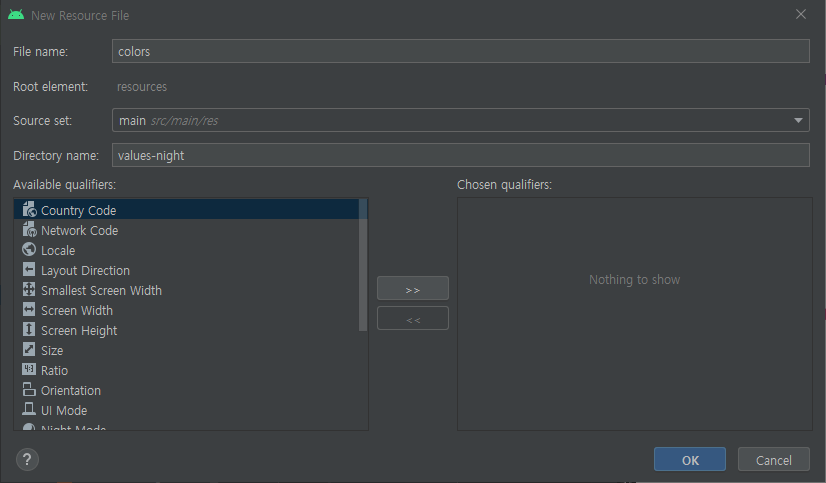 New Resource File
File name: colors
Root element: resources
Source set: main src/main/res
Directory name: values-night
Available qualifiers:
Country Code
Network Code
Locale
Layout Direction
Smallest Screen Width
Screen Width
Screen Height
Size
Ratio
Orientation
UI Mode
Night Mode
>>
<<
Chosen qualifiers:
Nothing to show
?
OK
Cancel